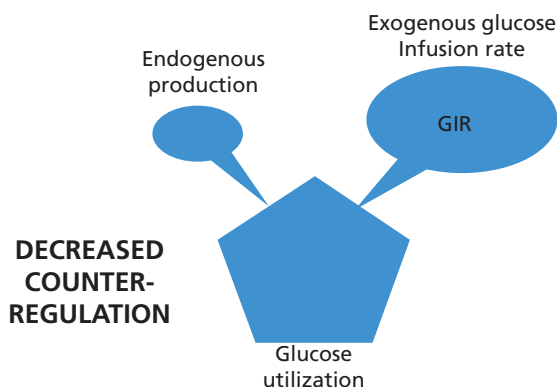 Exogenous glucose
Infusion rate
Endogenous
production
GIR
DECREASED
COUNTER-
REGULATION
Glucose
utilization